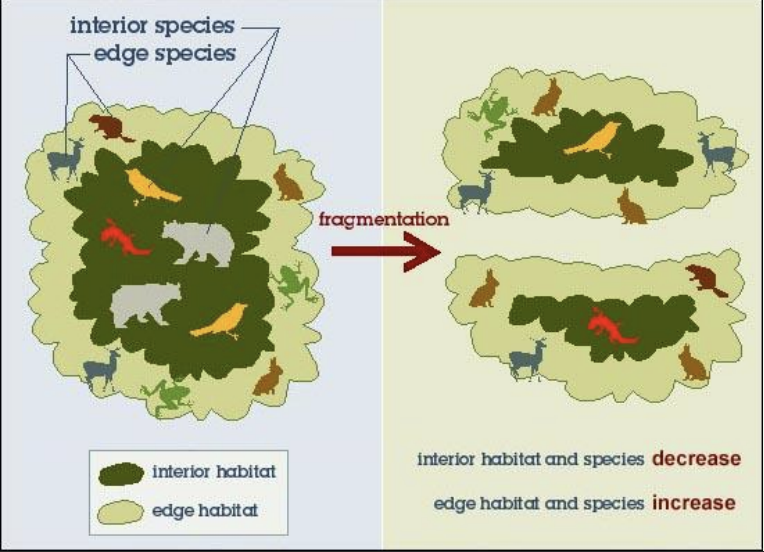 interior species
edge species
fragmentation
interior habitat
edge habitat
interior habitat and species decrease
edge habitat and species increase